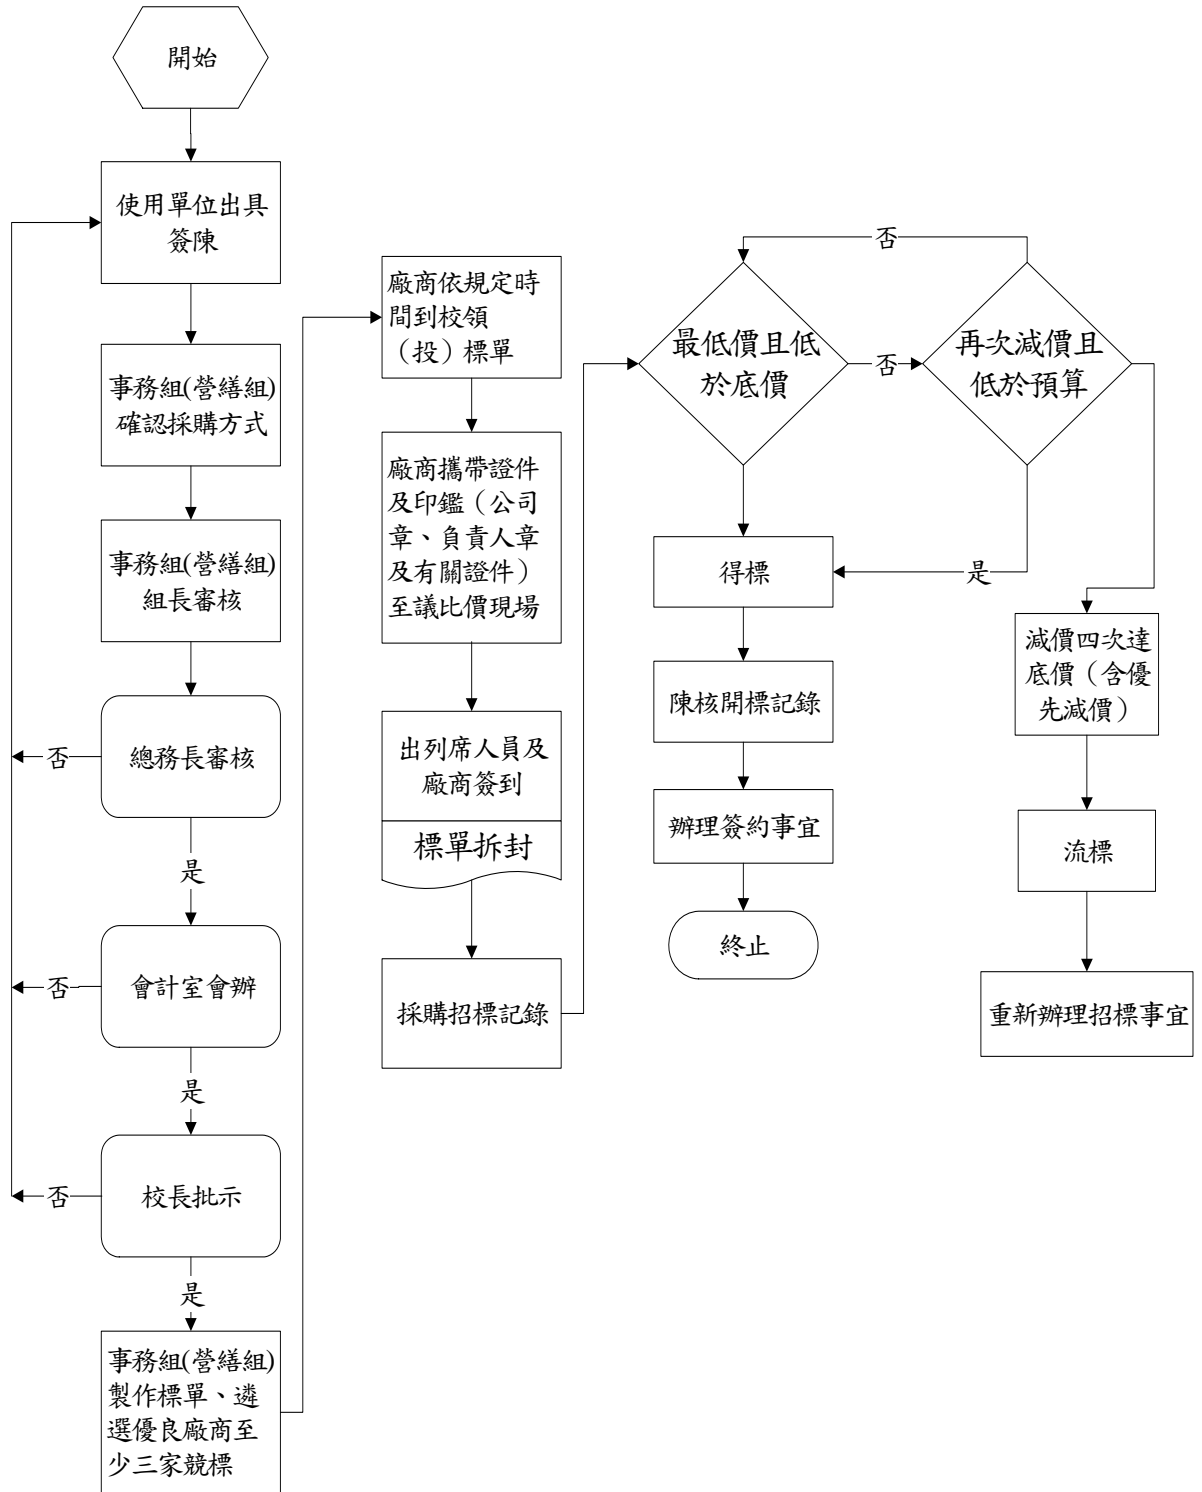 開始
使用單位出具
簽陳
事務組(營繕組)
確認採購方式
事務組(營繕組)
組長審核
總務長審核
否
是
會計室會辦
否
是
校長批示
否
是
事務組(營繕組)
製作標單、遴
選優良廠商至
少三家競標
廠商依規定時
間到校領
（投）標單
廠商攜帶證件
及印鑑（公司
章、負責人章
及有關證件）
至議比價現場
出列席人員及
廠商簽到
標單拆封
採購招標記錄
最低價且低
於底價
否
否
再次減價且
低於預算
是
得標
陳核開標記錄
辦理簽約事宜
終止
減價四次達
底價（含優
先減價）
流標
重新辦理招標事宜